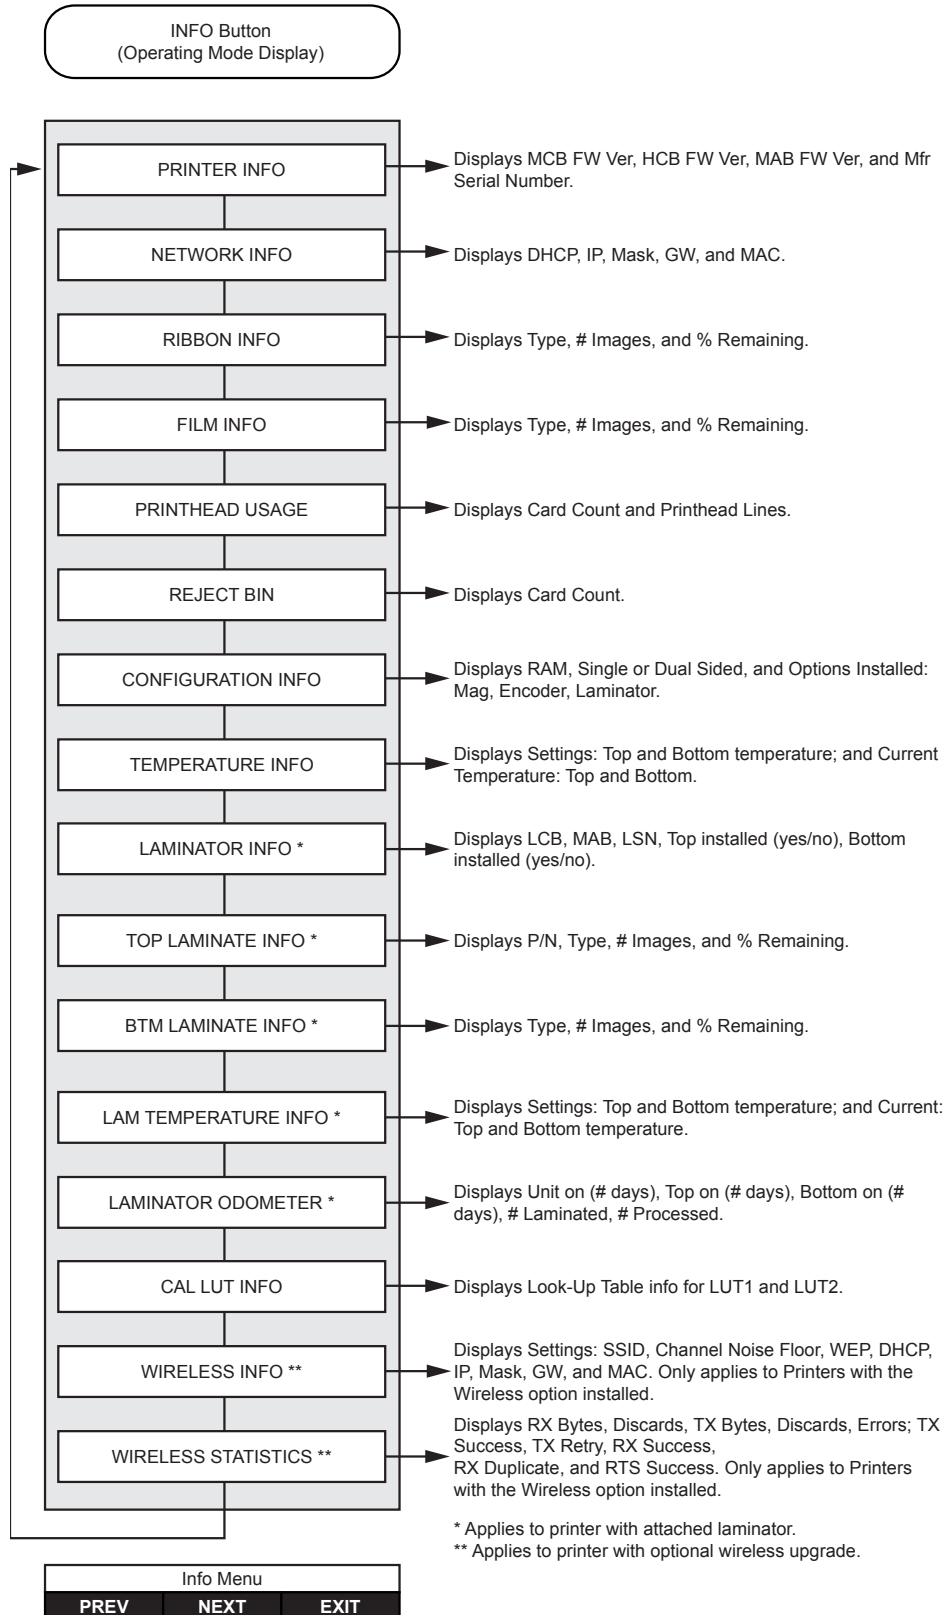 INFO Button
(Operating Mode Display)
PRINTER INFO
Displays MCB FW Ver, HCB FW Ver, MAB FW Ver, and Mfr
Serial Number.
NETWORK INFO
Displays DHCP, IP, Mask, GW, and MAC.
RIBBON INFO
Displays Type, # Images, and % Remaining.
FILM INFO
Displays Type, # Images, and % Remaining.
PRINTHEAD USAGE
Displays Card Count and Printhead Lines.
REJECT BIN
Displays Card Count.
CONFIGURATION INFO
Displays RAM, Single or Dual Sided, and Options Installed:
Mag, Encoder, Laminator.
TEMPERATURE INFO
Displays Settings: Top and Bottom temperature; and Current
Temperature: Top and Bottom.
LAMINATOR INFO *
Displays LCB, MAB, LSN, Top installed (yes/no), Bottom
installed (yes/no).
TOP LAMINATE INFO *
Displays P/N, Type, # Images, and % Remaining.
BTM LAMINATE INFO *
Displays Type, # Images, and % Remaining.
LAM TEMPERATURE INFO *
Displays Settings: Top and Bottom temperature; and Current:
Top and Bottom temperature.
LAMINATOR ODOMETER *
Displays Unit on (# days), Top on (# days), Bottom on (#
days), # Laminated, # Processed.
CAL LUT INFO
Displays Look-Up Table info for LUT1 and LUT2.
WIRELESS INFO **
Displays Settings: SSID, Channel Noise Floor, WEP, DHCP,
IP, Mask, GW, and MAC. Only applies to Printers with the
Wireless option installed.
WIRELESS STATISTICS **
Displays RX Bytes, Discards, TX Bytes, Discards, Errors; TX
Success, TX Retry, RX Success,
RX Duplicate, and RTS Success. Only applies to Printers
with the Wireless option installed.
* Applies to printer with attached laminator.
** Applies to printer with optional wireless upgrade.
Info Menu
PREV NEXT EXIT